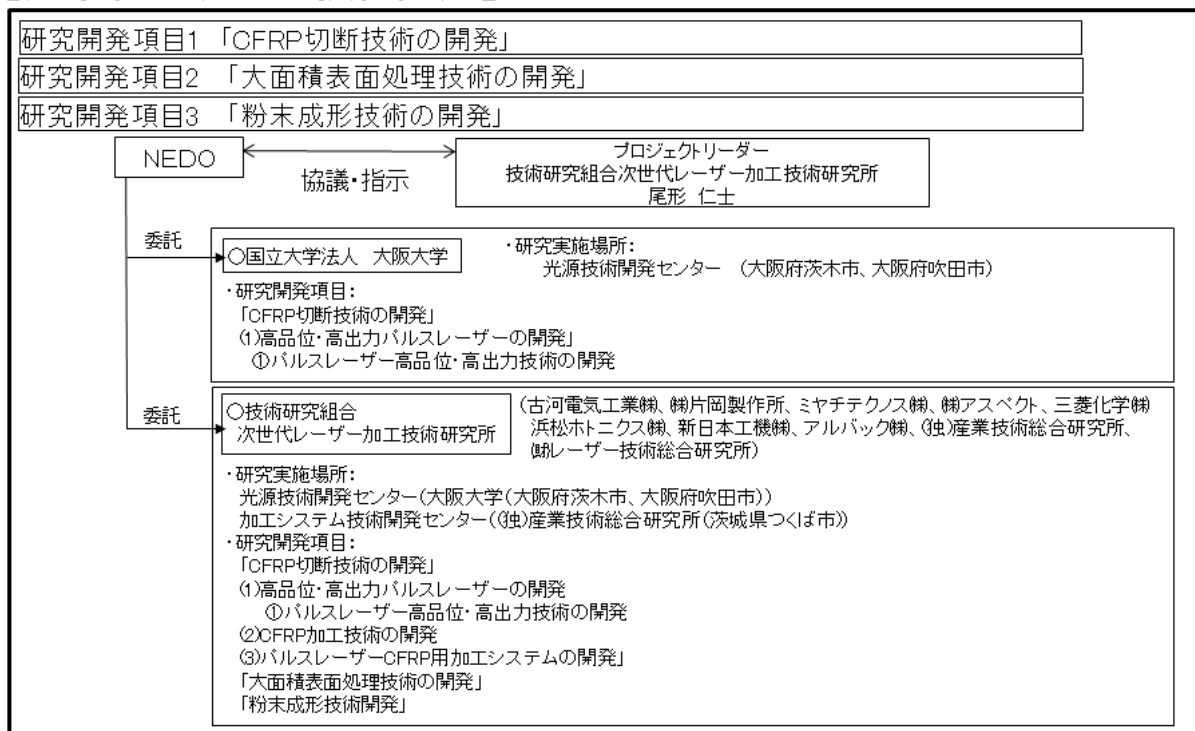 研究開発項目1 「CFRP切断技術の開発」
研究開発項目2 「大面積表面処理技術の開発」
研究開発項目3 「粉末成形技術の開発」
NEDO
協議・指示
プロジェクトリーダー
技術研究組合次世代レーザー加工技術研究所
尾形 仁士
委託
○国立大学法人 大阪大学
・研究実施場所:
光源技術開発センター (大阪府茨木市、大阪府吹田市)
・研究開発項目:
「CFRP切断技術の開発」
(1)高品位・高出力パルスレーザーの開発」
①パルスレーザー高品位・高出力技術の開発
委託
○技術研究組合
次世代レーザー加工技術研究所
(古河電気工業㈱、㈱片岡製作所、ミヤチテクノス㈱、㈱アスペクト、三菱化学㈱
浜松ホトニクス㈱、新日本工機㈱、アルバック㈱、(独)産業技術総合研究所、
(財)レーザー技術総合研究所)
・研究実施場所:
光源技術開発センター(大阪大学(大阪府茨木市、大阪府吹田市))
加工システム技術開発センター((独)産業技術総合研究所(茨城県つくば市))
・研究開発項目:
「CFRP切断技術の開発」
(1)高品位・高出力パルスレーザーの開発
①パルスレーザー高品位・高出力技術の開発
(2)CFRP加工技術の開発
(3)パルスレーザーCFRP用加工システムの開発」
「大面積表面処理技術の開発」
「粉末成形技術開発」